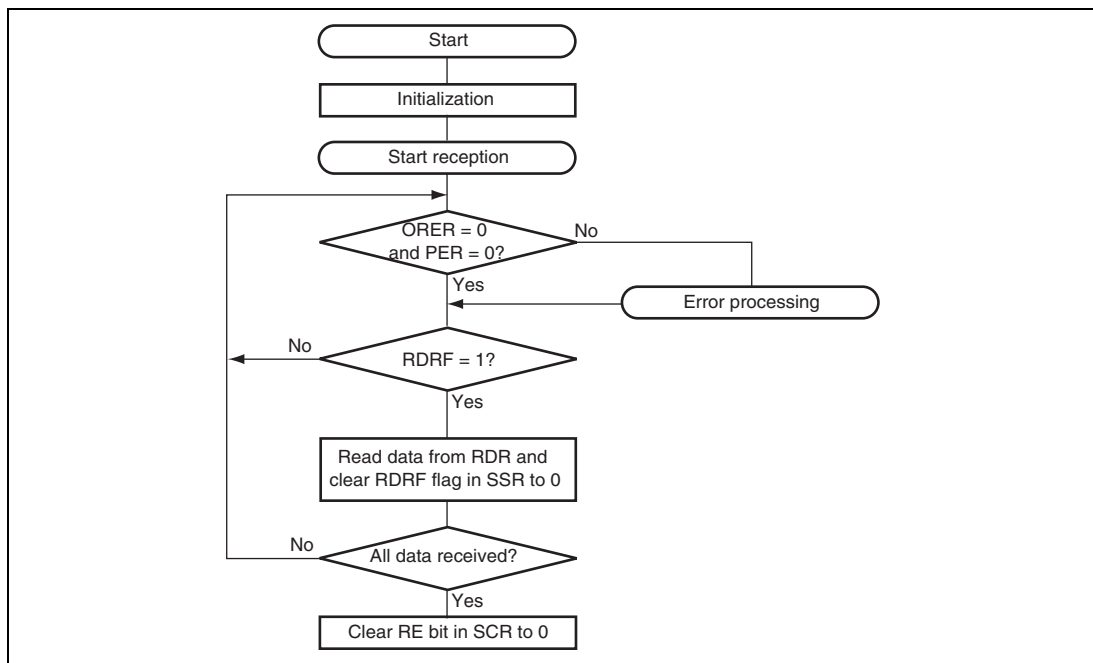 Start
Initialization
Start reception
ORER = 0
and PER = 0?
No
Yes
Error processing
No
RDRF = 1?
Yes
Read data from RDR and
clear RDRF flag in SSR to 0
No
All data received?
Yes
Clear RE bit in SCR to 0